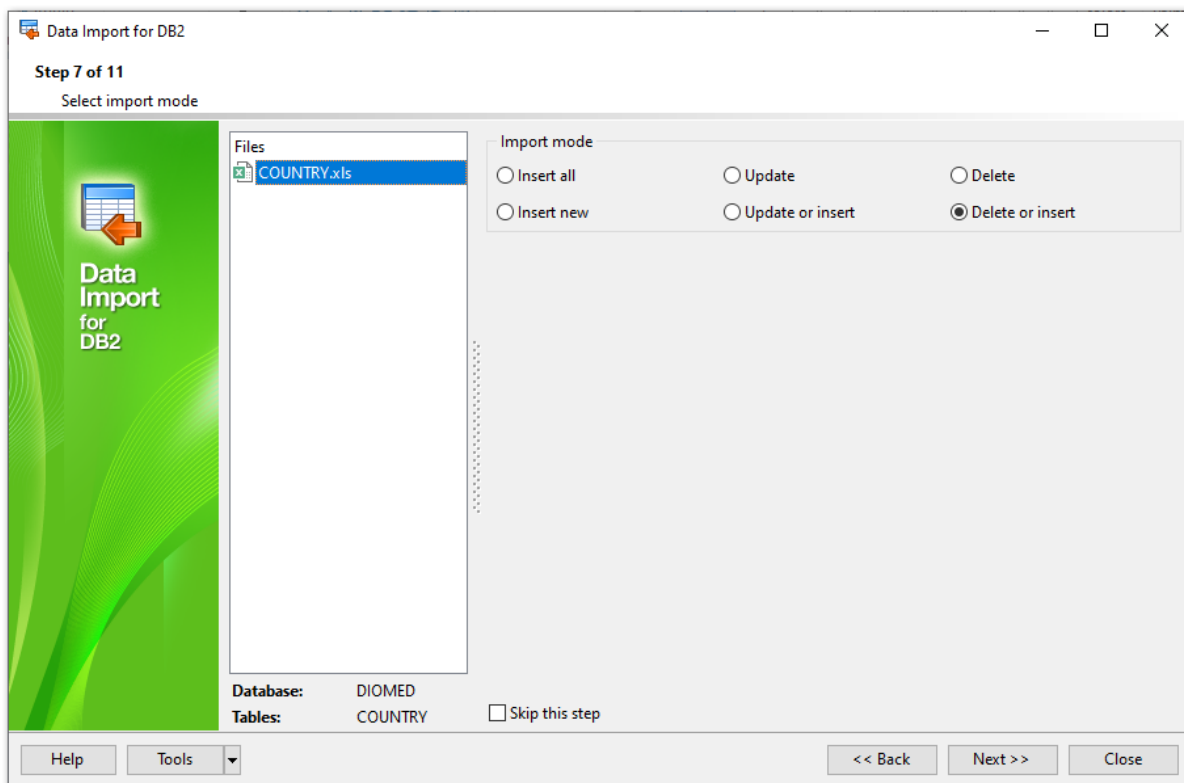 Data Import for DB2
Step 7 of 11
Select import mode
Data
Import
for
DB2
Files
COUNTRY.xls
Import mode
Insert all
Update
Delete
Insert new
Update or insert
Delete or insert
Database: DIOMED
Tables: COUNTRY
Skip this step
Help
Tools
<< Back
Next >>
Close